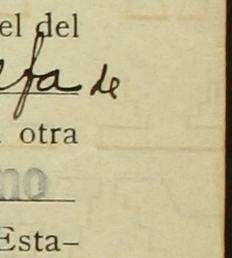 el del
efa de
otra
no
Esta-